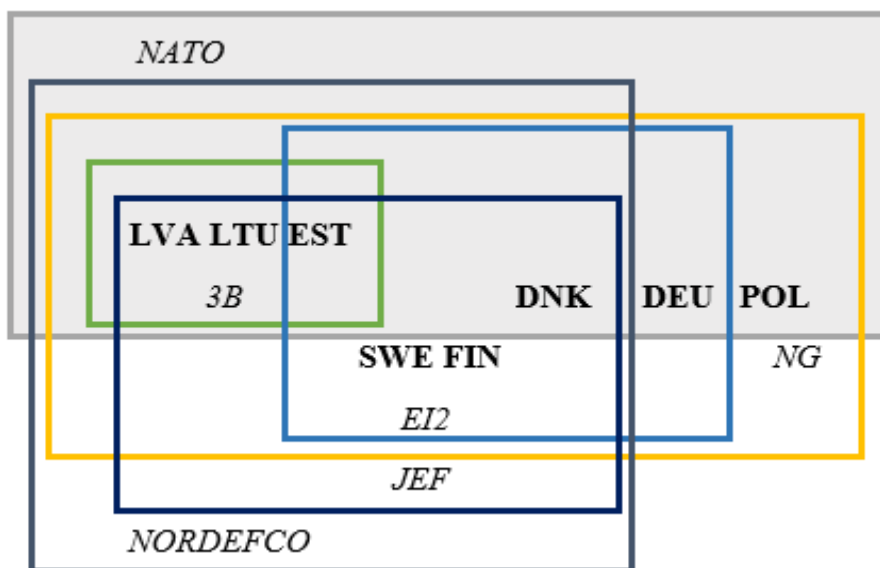 NATO
LVA LTU EST
3B
DNK DEU POL
SWE FIN
NG
EI2
JEF
NORDEFCO